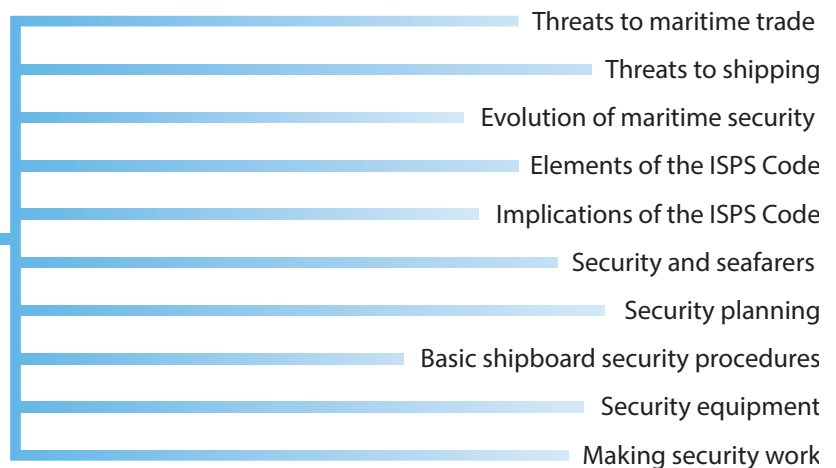 Threats to maritime trade
Threats to shipping
Evolution of maritime security
Elements of the ISPS Code
Implications of the ISPS Code
Security and seafarers
Security planning
Basic shipboard security procedures
Security equipment
Making security work